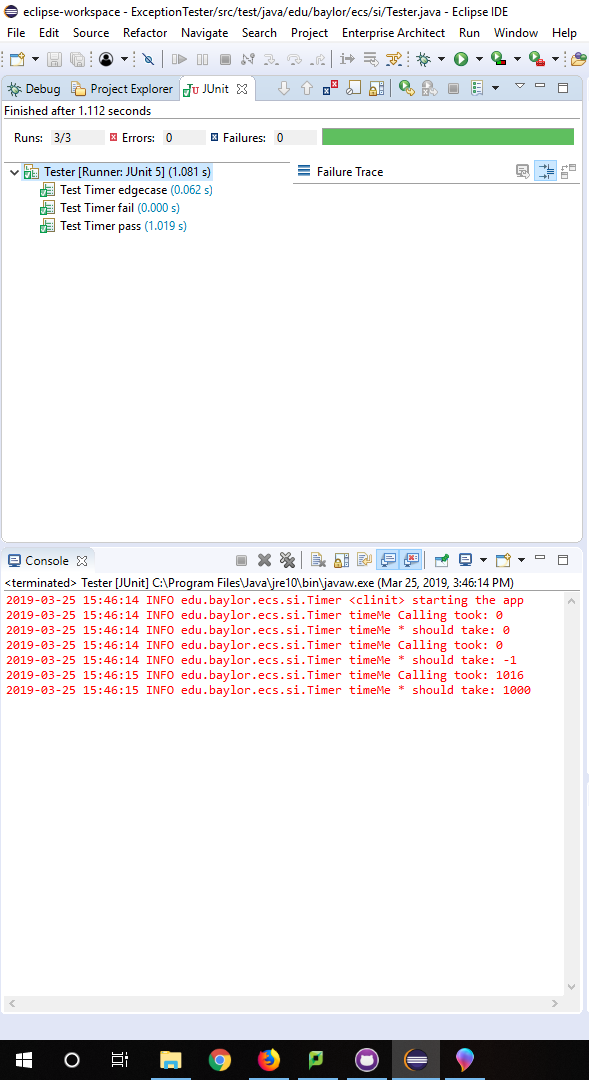 eclipse-workspace - ExceptionTester/src/test/java/edu/baylor/ecs/si/Tester.java - Eclipse IDE
File Edit Source Refactor Navigate Search Project Enterprise Architect Run Window Help
Debug Project Explorer JUnit
Finished after 1.112 seconds
Runs: 3/3 Errors: 0 Failures: 0
Tester [Runner: JUnit 5] (1.081 s) Failure Trace
Test Timer edgecase (0.062 s)
Test Timer fail (0.000 s)
Test Timer pass (1.019 s)
Console
<terminated> Tester [JUnit] C:\Program Files\Java\jre10\bin\javaw.exe (Mar 25, 2019, 3:46:14 PM)
2019-03-25 15:46:14 INFO edu.baylor.ecs.si.Timer <clinit> starting the app
2019-03-25 15:46:14 INFO edu.baylor.ecs.si.Timer timeMe Calling took: 0
2019-03-25 15:46:14 INFO edu.baylor.ecs.si.Timer timeMe * should take: 0
2019-03-25 15:46:14 INFO edu.baylor.ecs.si.Timer timeMe Calling took: 0
2019-03-25 15:46:14 INFO edu.baylor.ecs.si.Timer timeMe * should take: -1
2019-03-25 15:46:15 INFO edu.baylor.ecs.si.Timer timeMe Calling took: 1016
2019-03-25 15:46:15 INFO edu.baylor.ecs.si.Timer timeMe * should take: 1000